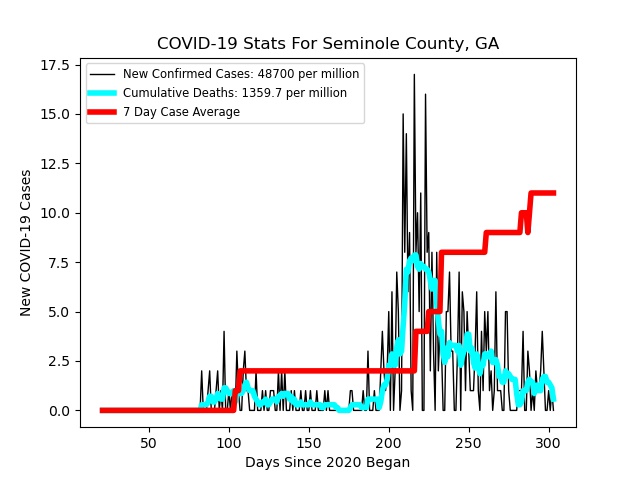 COVID-19 Stats For Seminole County, GA
New Confirmed Cases: 48700 per million
Cumulative Deaths: 1359.7 per million
7 Day Case Average
17.5
15.0
12.5
10.0
7.5
5.0
2.5
0.0
New COVID-19 Cases
50 100 150 200 250 300
Days Since 2020 Began